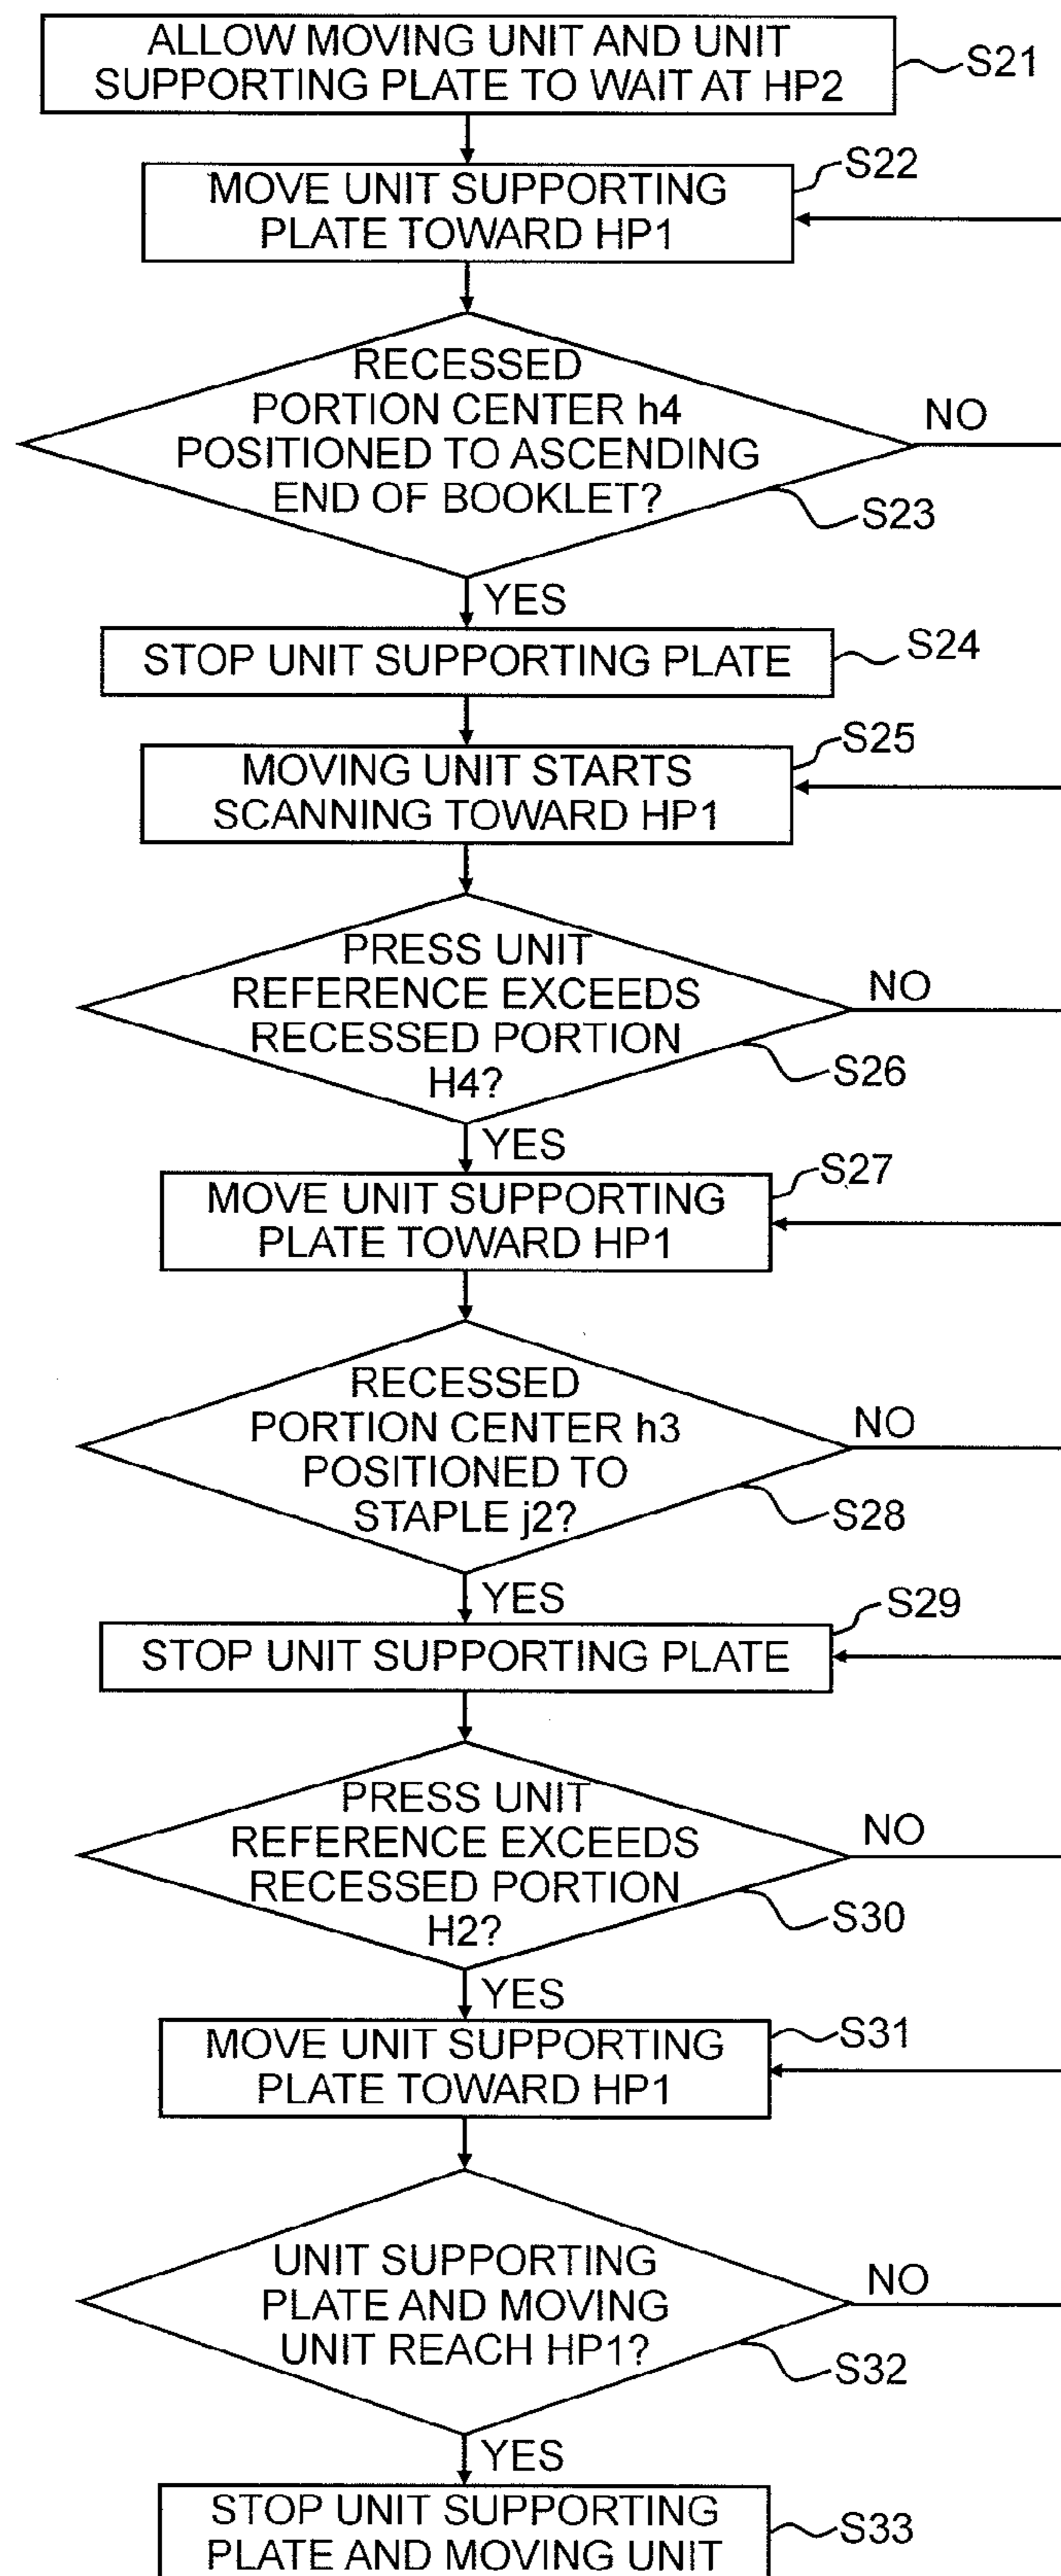 ALLOW MOVING UNIT AND UNIT
SUPPORTING PLATE TO WAIT AT HP2
S21
MOVE UNIT SUPPORTING
PLATE TOWARD HP1
S22
RECESSED
PORTION CENTER h4
POSITIONED TO ASCENDING
END OF BOOKLET?
NO
S23
YES
STOP UNIT SUPPORTING PLATE
S24
MOVING UNIT STARTS
SCANNING TOWARD HP1
S25
PRESS UNIT
REFERENCE EXCEEDS
RECESSED PORTION
H4?
NO
S26
YES
MOVE UNIT SUPPORTING
PLATE TOWARD HP1
S27
RECESSED
PORTION CENTER h3
POSITIONED TO
STAPLE j2?
NO
S28
YES
STOP UNIT SUPPORTING PLATE
S29
PRESS UNIT
REFERENCE EXCEEDS
RECESSED PORTION
H2?
NO
S30
YES
MOVE UNIT SUPPORTING
PLATE TOWARD HP1
S31
UNIT SUPPORTING
PLATE AND MOVING
UNIT REACH HP1?
NO
S32
YES
STOP UNIT SUPPORTING
PLATE AND MOVING UNIT
S33